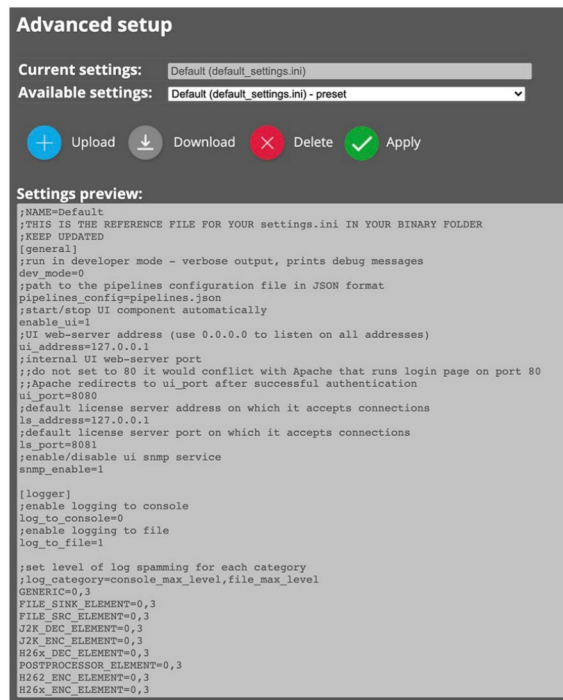 Advanced setup
Current settings: Default (default_settings.ini)
Available settings: Default (default_settings.ini) - preset
Upload Download Delete Apply
Settings preview:
;NAME=Default
;THIS IS THE REFERENCE FILE FOR YOUR settings.ini IN YOUR BINARY FOLDER
;KEEP UPDATED
[general]
;run in developer mode - verbose output, prints debug messages
dev_mode=0
;path to the pipelines configuration file in JSON format
pipelines_config=pipelines.json
;start/stop UI component automatically
enable_ui=1
;UI web-server address (use 0.0.0.0 to listen on all addresses)
ui_address=127.0.0.1
;internal UI web-server port
;;do not set to 80 it would conflict with Apache that runs login page on port 80
;;Apache redirects to ui_port after successful authentication
ui_port=8080
;default license server address on which it accepts connections
ls_address=127.0.0.1
;default license server port on which it accepts connections
ls_port=8081
;enable/disable ui snmp service
snmp_enable=1
[logger]
;enable logging to console
log_to_console=0
;enable logging to file
log_to_file=1
;set level of log spamming for each category
;log_category=console_max_level,file_max_level
GENERIC=0,3
FILE_SINK_ELEMENT=0,3
FILE_SRC_ELEMENT=0,3
J2K_DEC_ELEMENT=0,3
J2K_ENC_ELEMENT=0,3
H26x_DEC_ELEMENT=0,3
POSTPROCESSOR_ELEMENT=0,3
H262_ENC_ELEMENT=0,3
H26x_ENC_ELEMENT=0,3